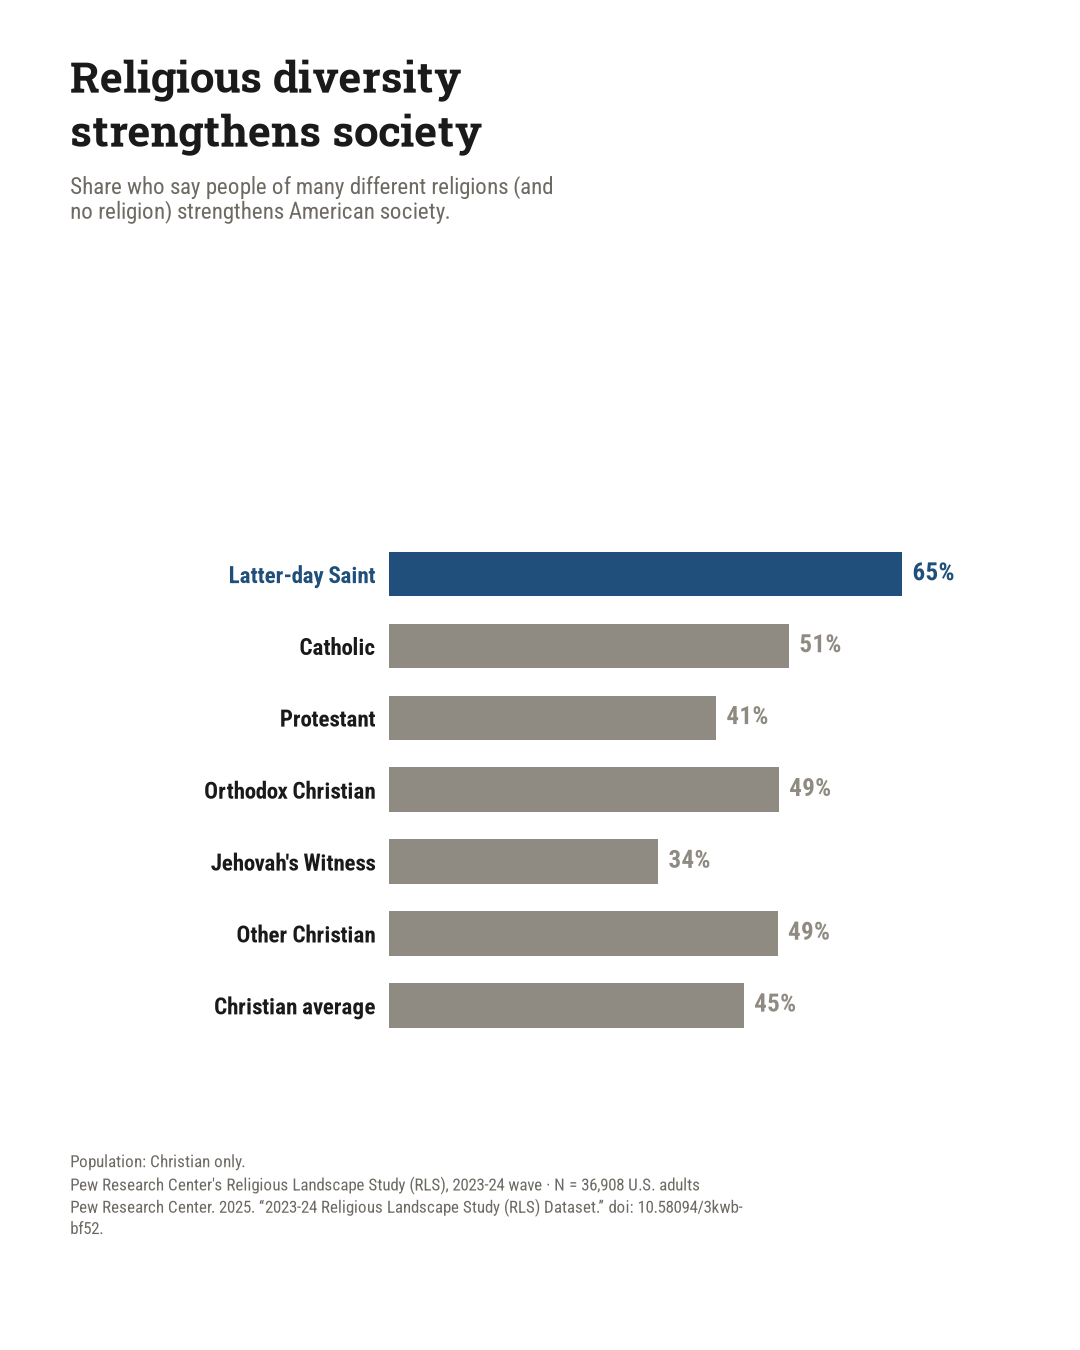 Religious diversity
strengthens society
Share who say people of many different religions (and
no religion) strengthens American society.
Latter-day Saint 65%
Catholic 51%
Protestant 41%
Orthodox Christian 49%
Jehovah's Witness 34%
Other Christian 49%
Christian average 45%
Population: Christian only.
Pew Research Center's Religious Landscape Study (RLS), 2023-24 wave · N = 36,908 U.S. adults
Pew Research Center. 2025. “2023-24 Religious Landscape Study (RLS) Dataset.” doi: 10.58094/3kwb-
bf52.